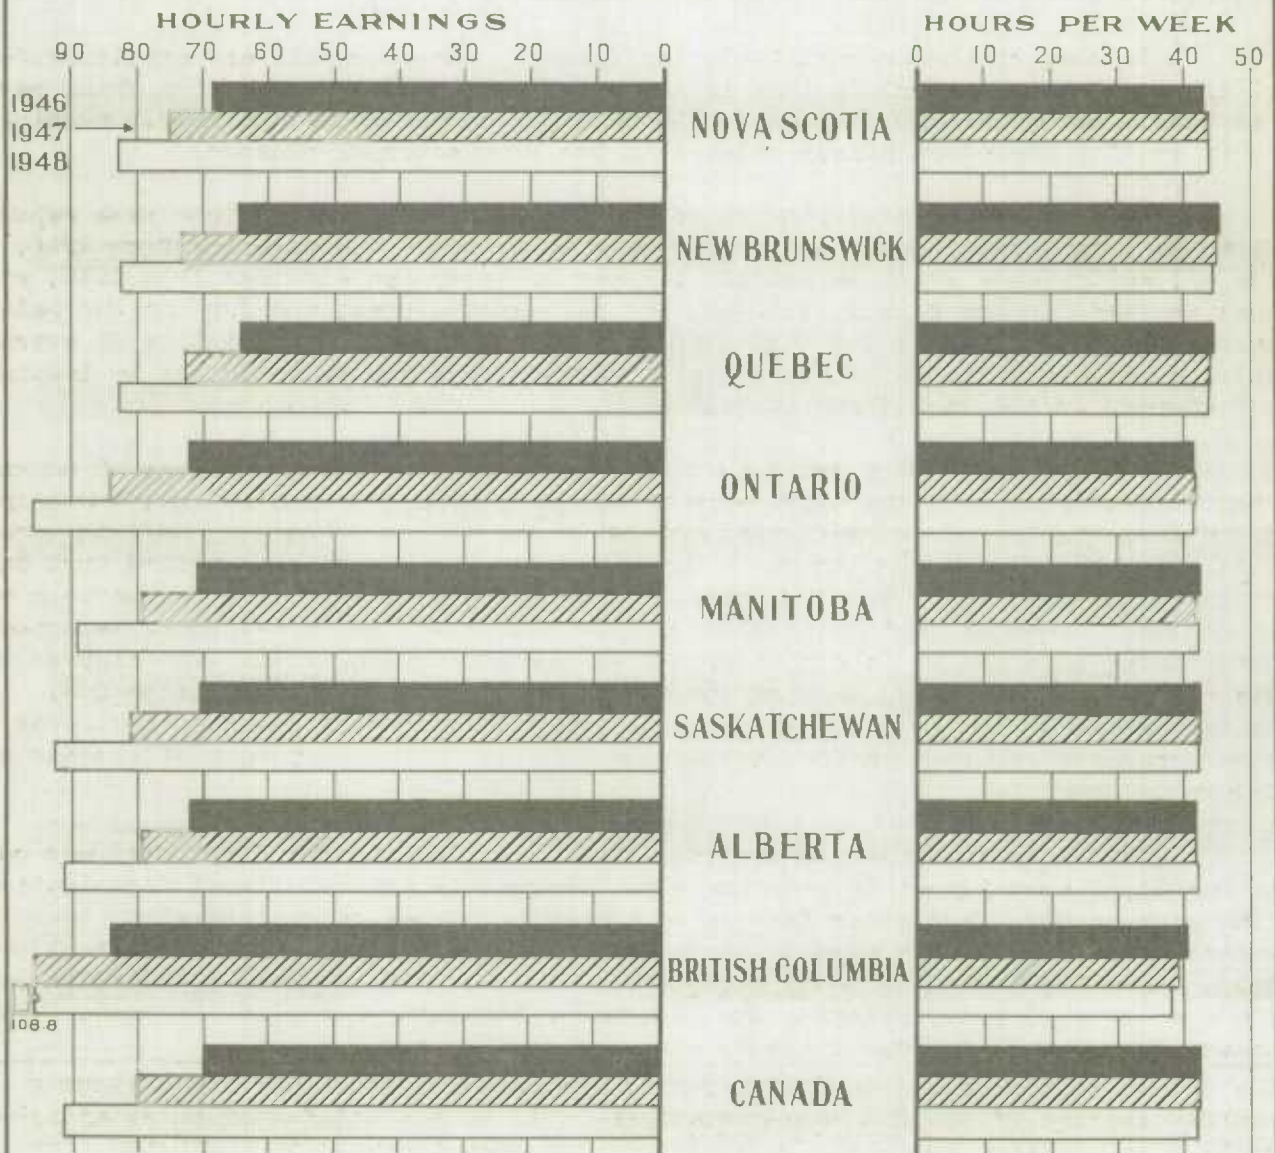 HOURLY EARNINGS
HOURS PER WEEK
90 80 70 60 50 40 30 20 10 0
0 10 20 30 40 50
1946
1947
1948
NOVA SCOTIA
NEW BRUNSWICK
QUEBEC
ONTARIO
MANITOBA
SASKATCHEWAN
ALBERTA
BRITISH COLUMBIA
108.8
CANADA